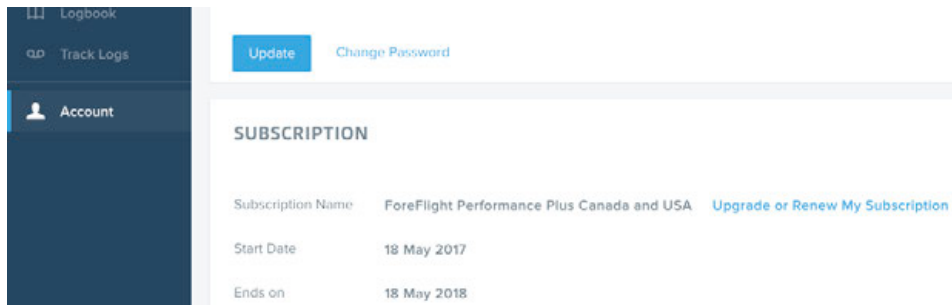 Logbook
Track Logs
Account
Update Change Password
SUBSCRIPTION
Subscription Name ForeFlight Performance Plus Canada and USA Upgrade or Renew My Subscription
Start Date 18 May 2017
Ends on 18 May 2018